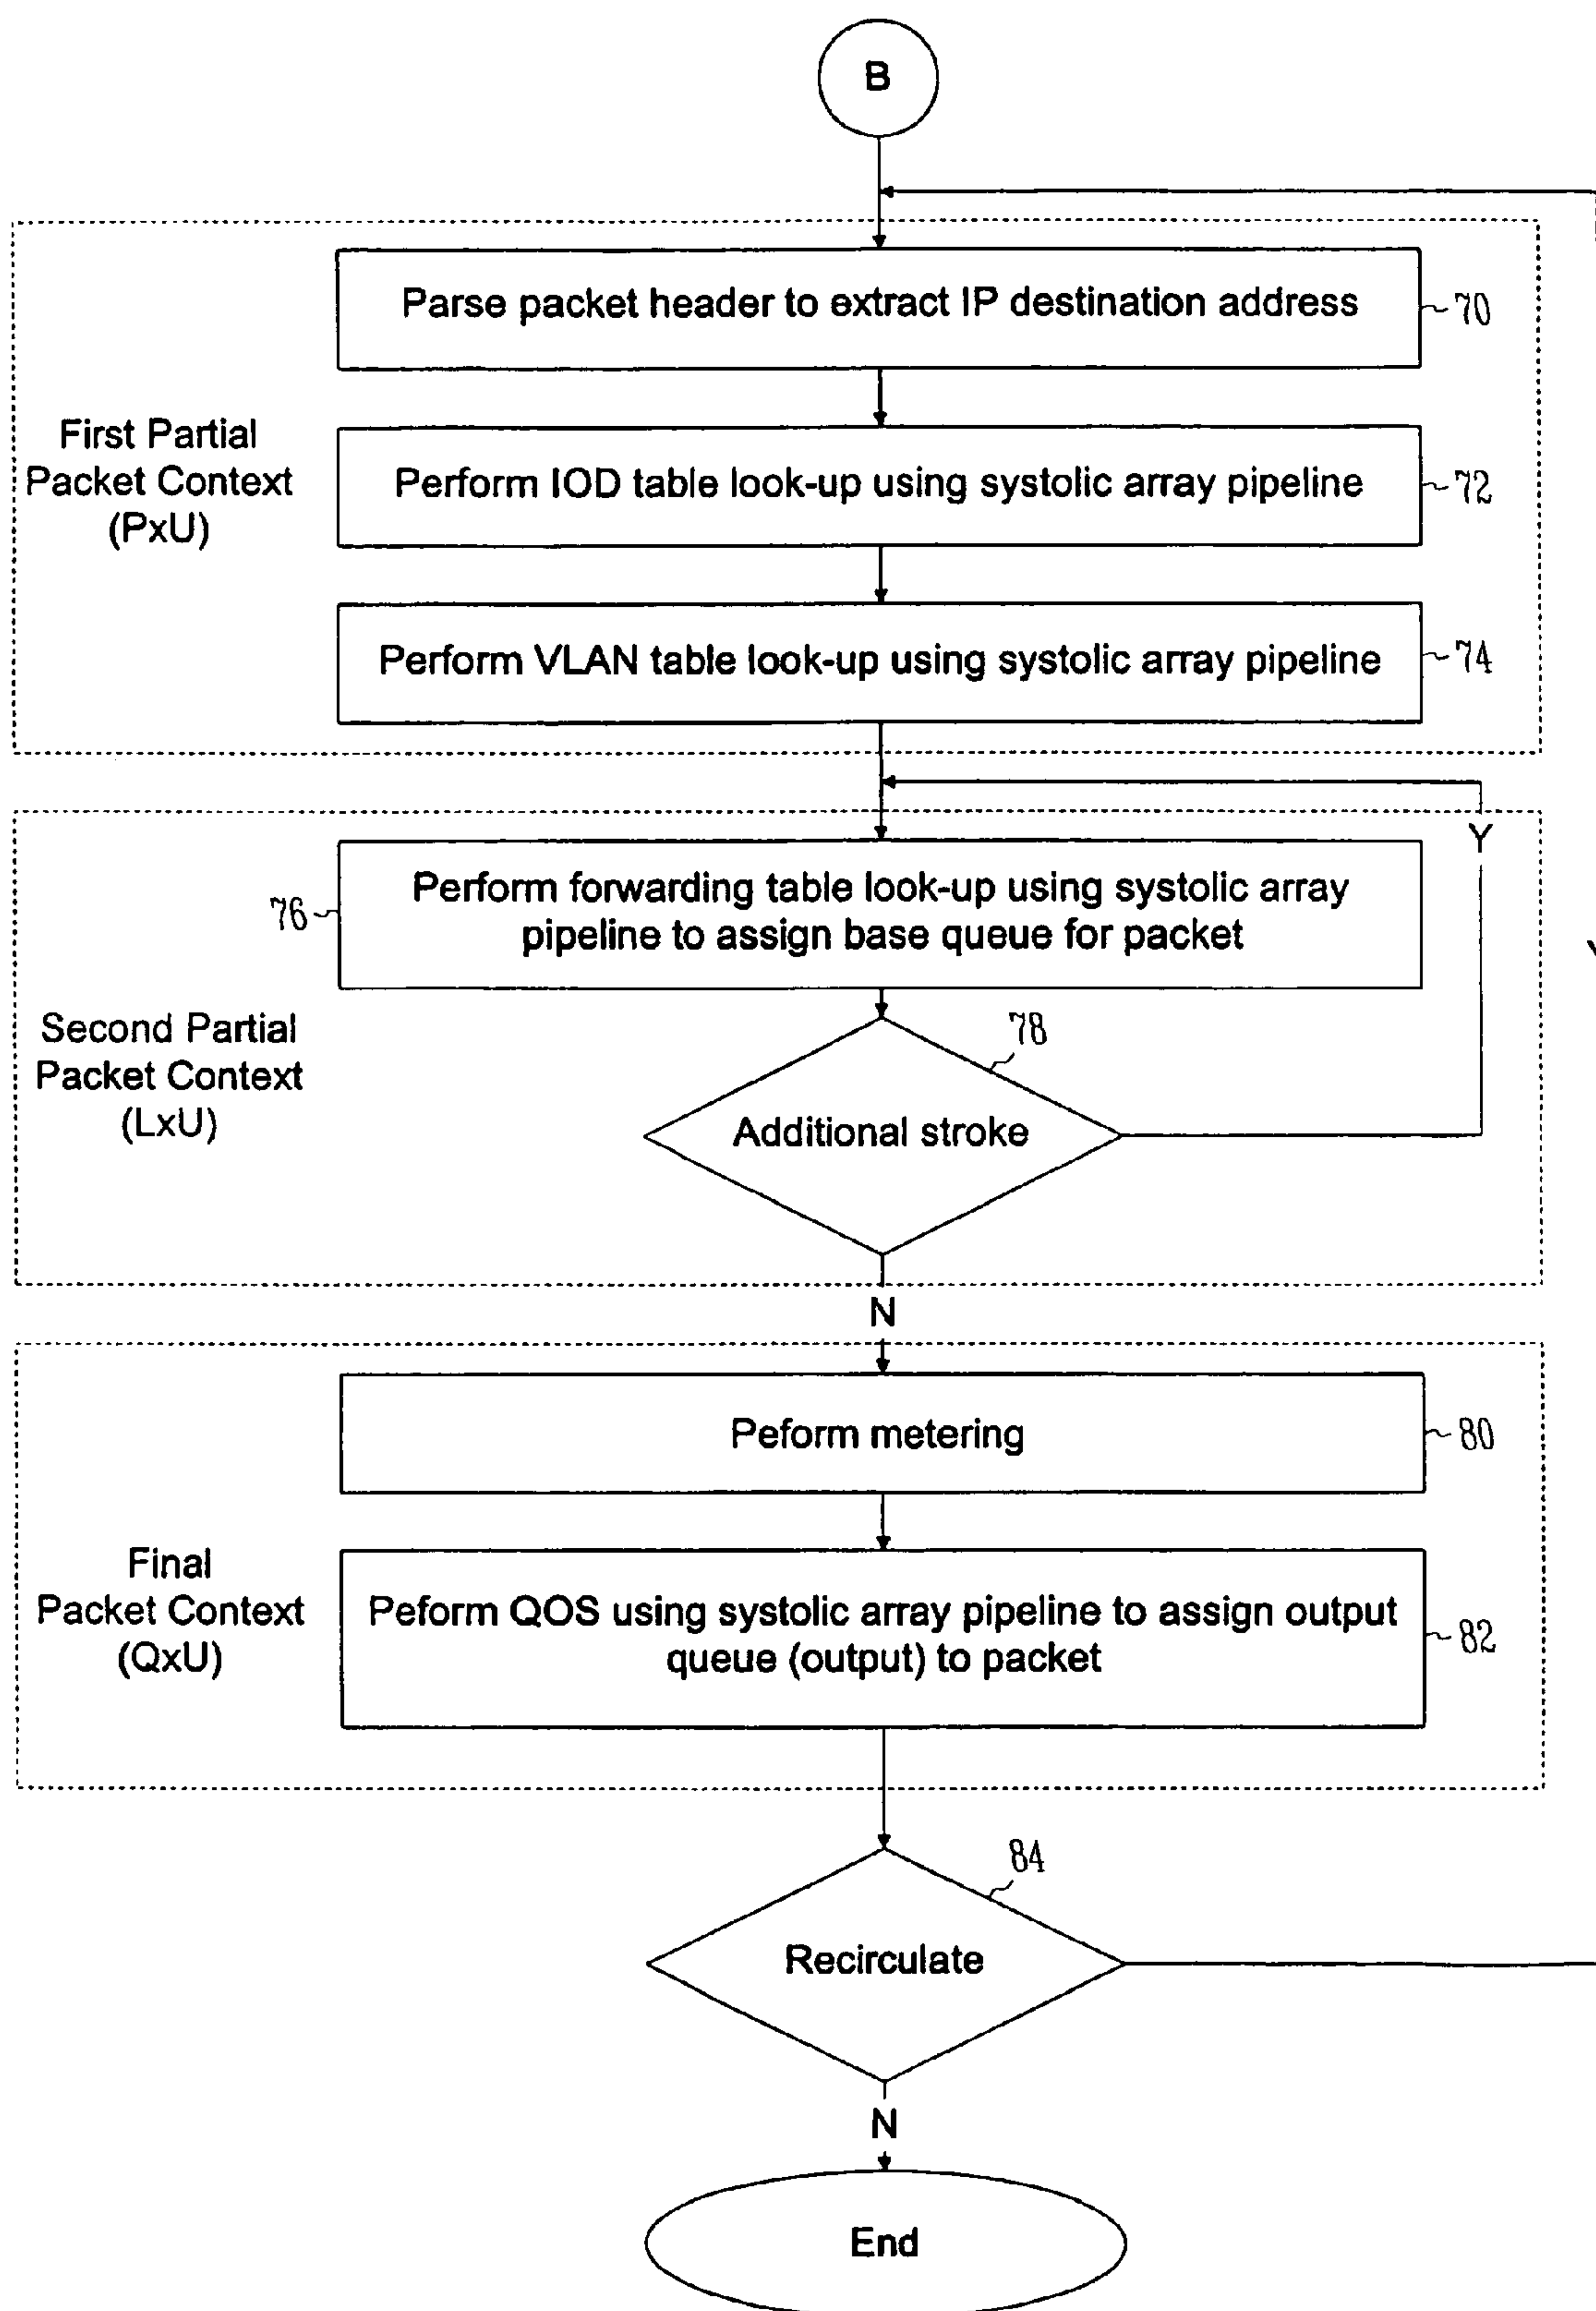 B
Parse packet header to extract IP destination address
70
First Partial
Packet Context
(PxU)
Perform IOD table look-up using systolic array pipeline
72
Perform VLAN table look-up using systolic array pipeline
74
Y
76
Perform forwarding table look-up using systolic array
pipeline to assign base queue for packet
Second Partial
Packet Context
(LxU)
78
Additional stroke
N
Peform metering
80
Final
Packet Context
(QxU)
Peform QOS using systolic array pipeline to assign output
queue (output) to packet
82
84
Recirculate
N
End